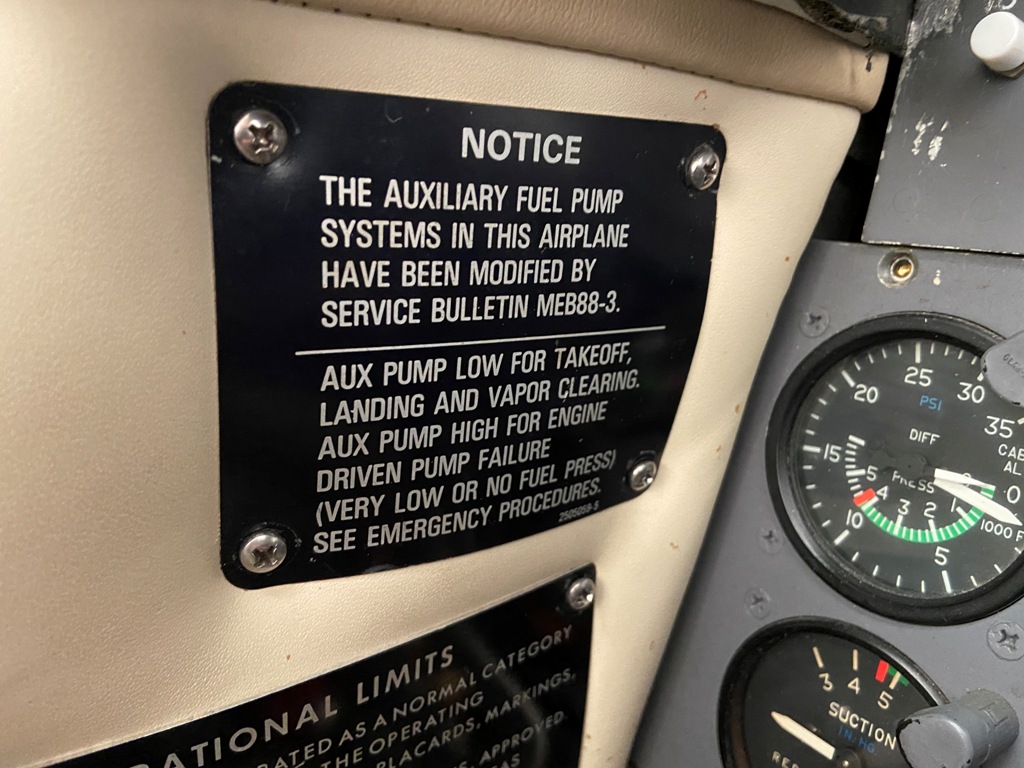 NOTICE
THE AUXILIARY FUEL PUMP
SYSTEMS IN THIS AIRPLANE
HAVE BEEN MODIFIED BY
SERVICE BULLETIN MEB88-3.
AUX PUMP LOW FOR TAKEOFF,
LANDING AND VAPOR CLEARING.
AUX PUMP HIGH FOR ENGINE
DRIVEN PUMP FAILURE
(VERY LOW OR NO FUEL PRESS)
SEE EMERGENCY PROCEDURES.
2505059-5
LIMITS
AS A NORMAL CATEGORY
THE OPERATING
PLACARDS, MARKINGS,
APPROVED
20 25 30 35
PSI
DIFF
PRESS
15
10
5
5 4 3 2 1 0
0
1000 F
3 4 5
SUCTION
IN. HG